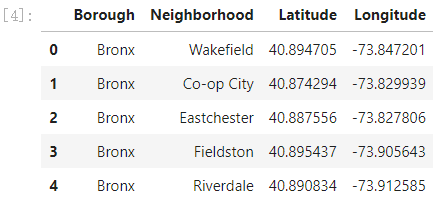 [4]: Borough Neighborhood Latitude Longitude
0 Bronx Wakefield 40.894705 -73.847201
1 Bronx Co-op City 40.874294 -73.829939
2 Bronx Eastchester 40.887556 -73.827806
3 Bronx Fieldston 40.895437 -73.905643
4 Bronx Riverdale 40.890834 -73.912585